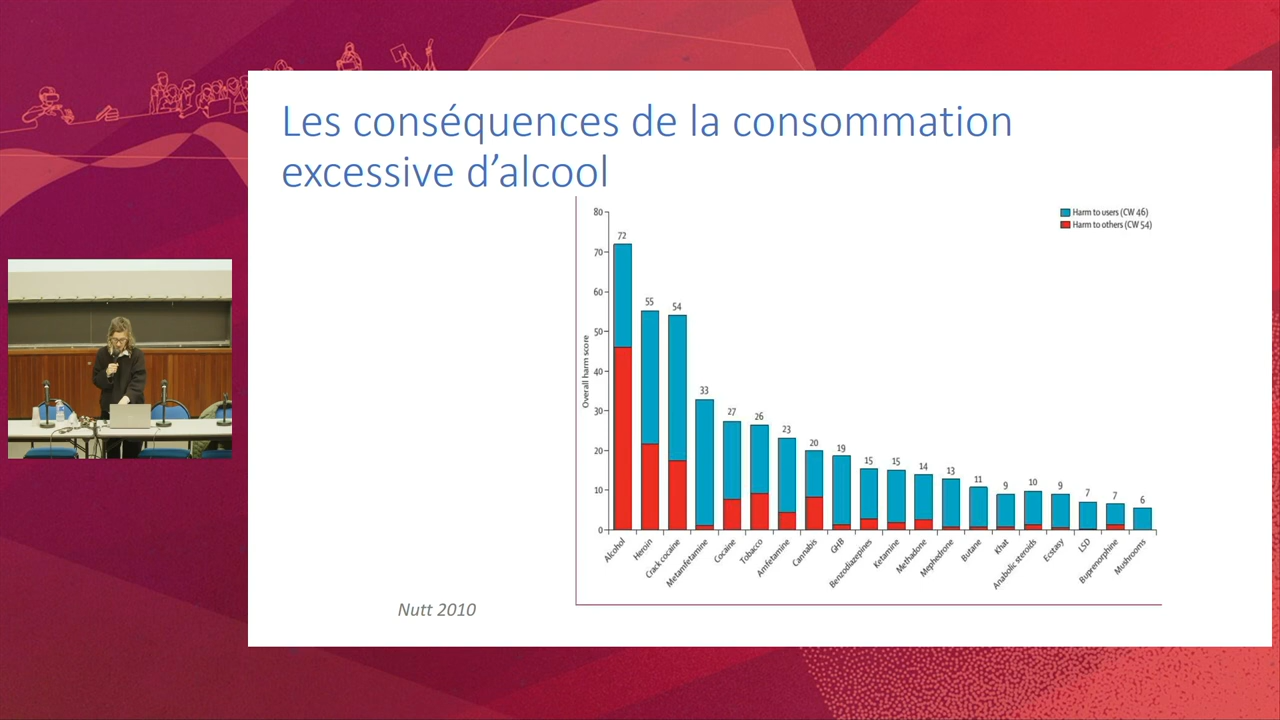 Les conséquences de la consommation
excessive d’alcool
Harm to users (CW 46)
Harm to others (CW 54)
Overall harm score
80
70
60
50
40
30
20
10
0
72
55
54
33
27
26
23
20
19
15
15
14
13
11
9
10
9
7
7
6
Alcohol
Heroin
Crack cocaine
Metamfetamine
Cocaine
Tobacco
Amfetamine
Cannabis
GHB
Benzodiazepines
Ketamine
Methadone
Mephedrone
Butane
Khat
Anabolic steroids
Ecstasy
LSD
Buprenorphine
Mushrooms
Nutt 2010